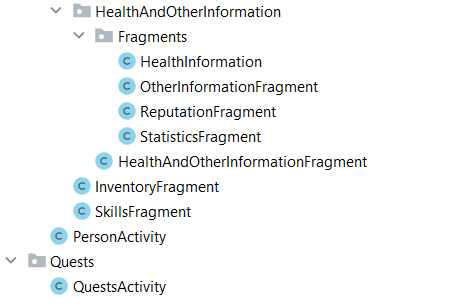 HealthAndOtherInformation
Fragments
C HealthInformation
C OtherInformationFragment
C ReputationFragment
C StatisticsFragment
C HealthAndOtherInformationFragment
C InventoryFragment
C SkillsFragment
C PersonActivity
Quests
C QuestsActivity